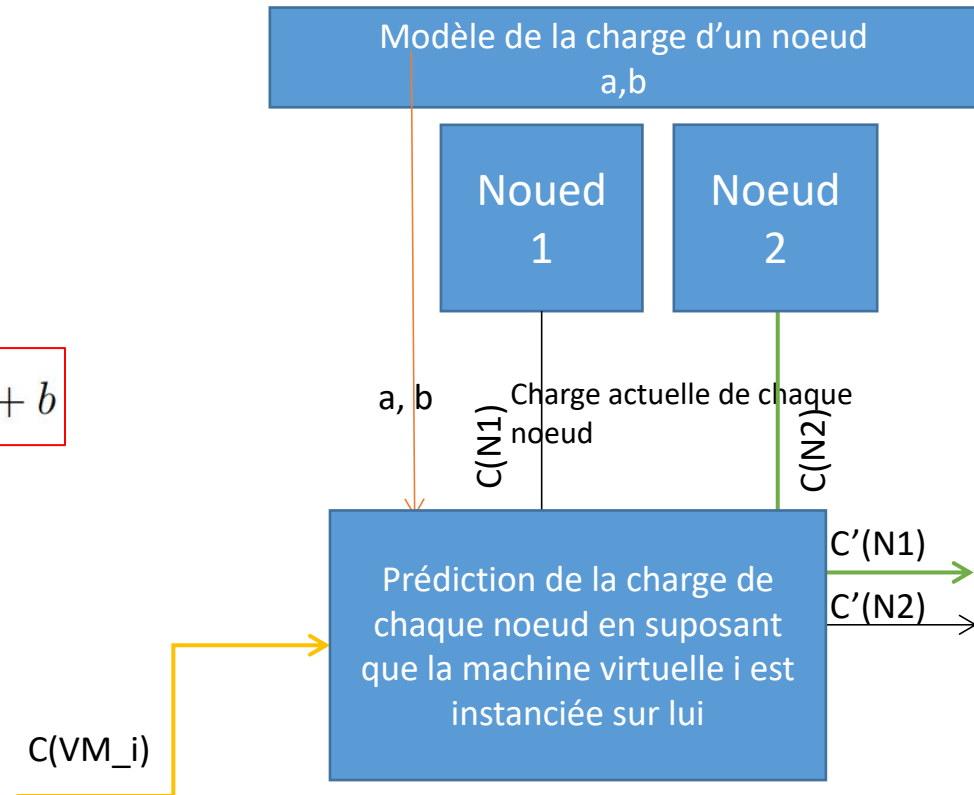 Modèle de la charge d'un noeud
a,b
Noued
1
Noeud
2
+ b
a, b
C(N1)
Charge actuelle de chaque
noeud
C(N2)
Prédiction de la charge de
chaque noeud en suposant
que la machine virtuelle i est
instanciée sur lui
C'(N1)
C'(N2)
C(VM_i)